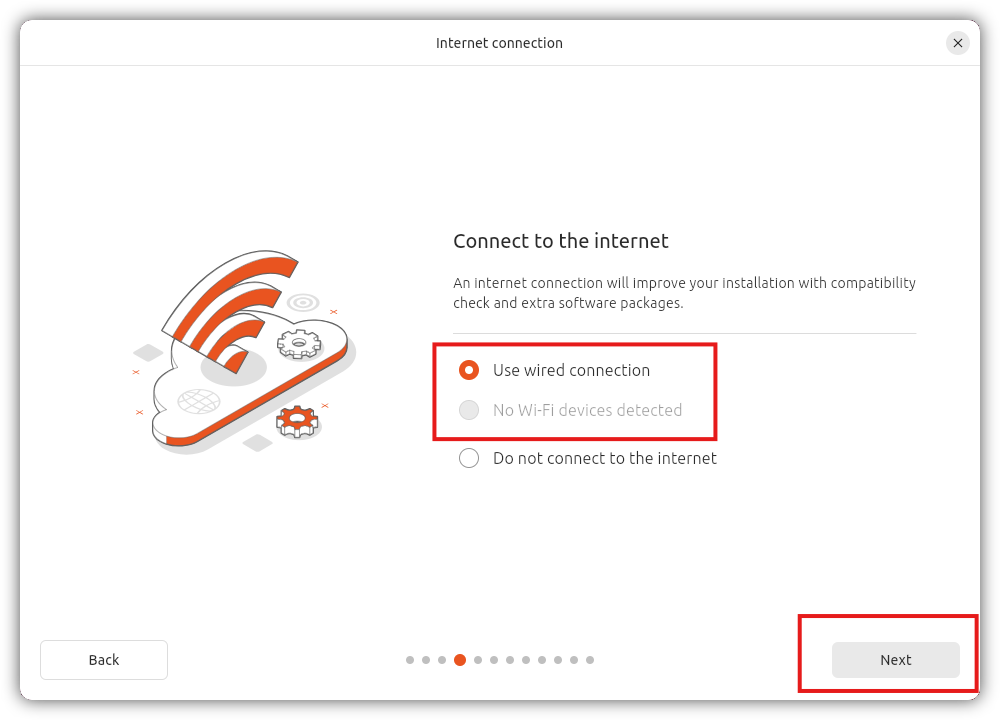 Internet connection
Connect to the internet
An internet connection will improve your installation with compatibility
check and extra software packages.
Use wired connection
No Wi-Fi devices detected
Do not connect to the internet
Back
Next